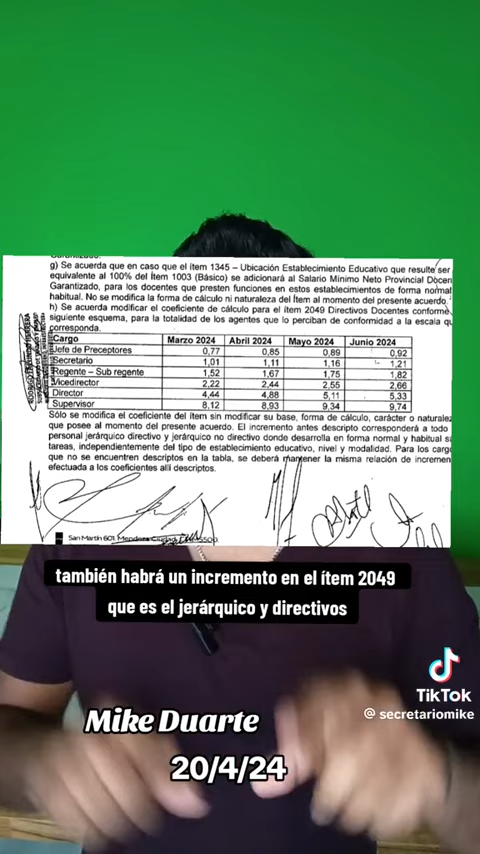 g) Se acuerda que en caso que el ítem 1345 – Ubicación Establecimiento Educativo que resulte ser
equivalente al 100% del Ítem 1003 (Básico) se adicionará al Salario Mínimo Neto Provincial Docen
Garantizado, para los docentes que presten funciones en estos establecimientos de forma normal
habitual. No se modifica la forma de cálculo ni naturaleza del Ítem al momento del presente acuerdo.
h) Se acuerda modificar el coeficiente de cálculo para el ítem 2049 Directivos Docentes conforme
siguiente esquema, para la totalidad de los agentes que lo perciban de conformidad a la escala qu
corresponda.
Cargo Marzo 2024 Abril 2024 Mayo 2024 Junio 2024
Jefe de Preceptores 0,77 0,85 0,89 0,92
Secretario 1,01 1,11 1,16 1,21
Regente – Sub regente 1,52 1,67 1,75 1,82
Vicedirector 2,22 2,44 2,55 2,66
Director 4,44 4,88 5,11 5,33
Supervisor 8,12 8,93 9,34 9,74
Sólo se modifica el coeficiente del ítem sin modificar su base, forma de cálculo, carácter o naturalez
que posee al momento del presente acuerdo. El incremento antes descripto corresponderá a todo
personal jerárquico directivo y jerárquico no directivo donde desarrolla en forma normal y habitual s
tareas, independientemente del tipo de establecimiento educativo, nivel y modalidad. Para los carg
que no se encuentren descriptos en la tabla, se deberá mantener la misma relación de incremen
efectuada a los coeficientes allí descriptos.
San Martín 601, Mendoza Ciudad, 5500.
también habrá un incremento en el ítem 2049
que es el jerárquico y directivos
TikTok
@ secretariomike
Mike Duarte
20/4/24